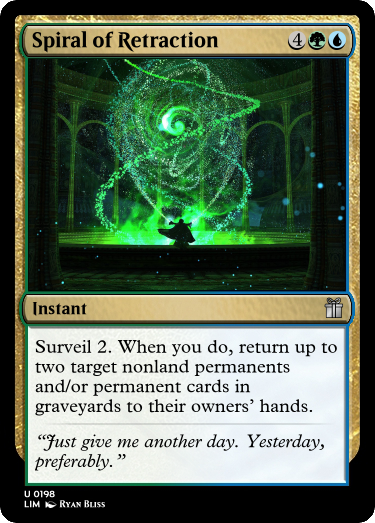 Spiral of Retraction 4
Instant
Surveil 2. When you do, return up to
two target nonland permanents
and/or permanent cards in
graveyards to their owners’ hands.
“Just give me another day. Yesterday,
preferably.”
U 0198
LIM Ryan Bliss